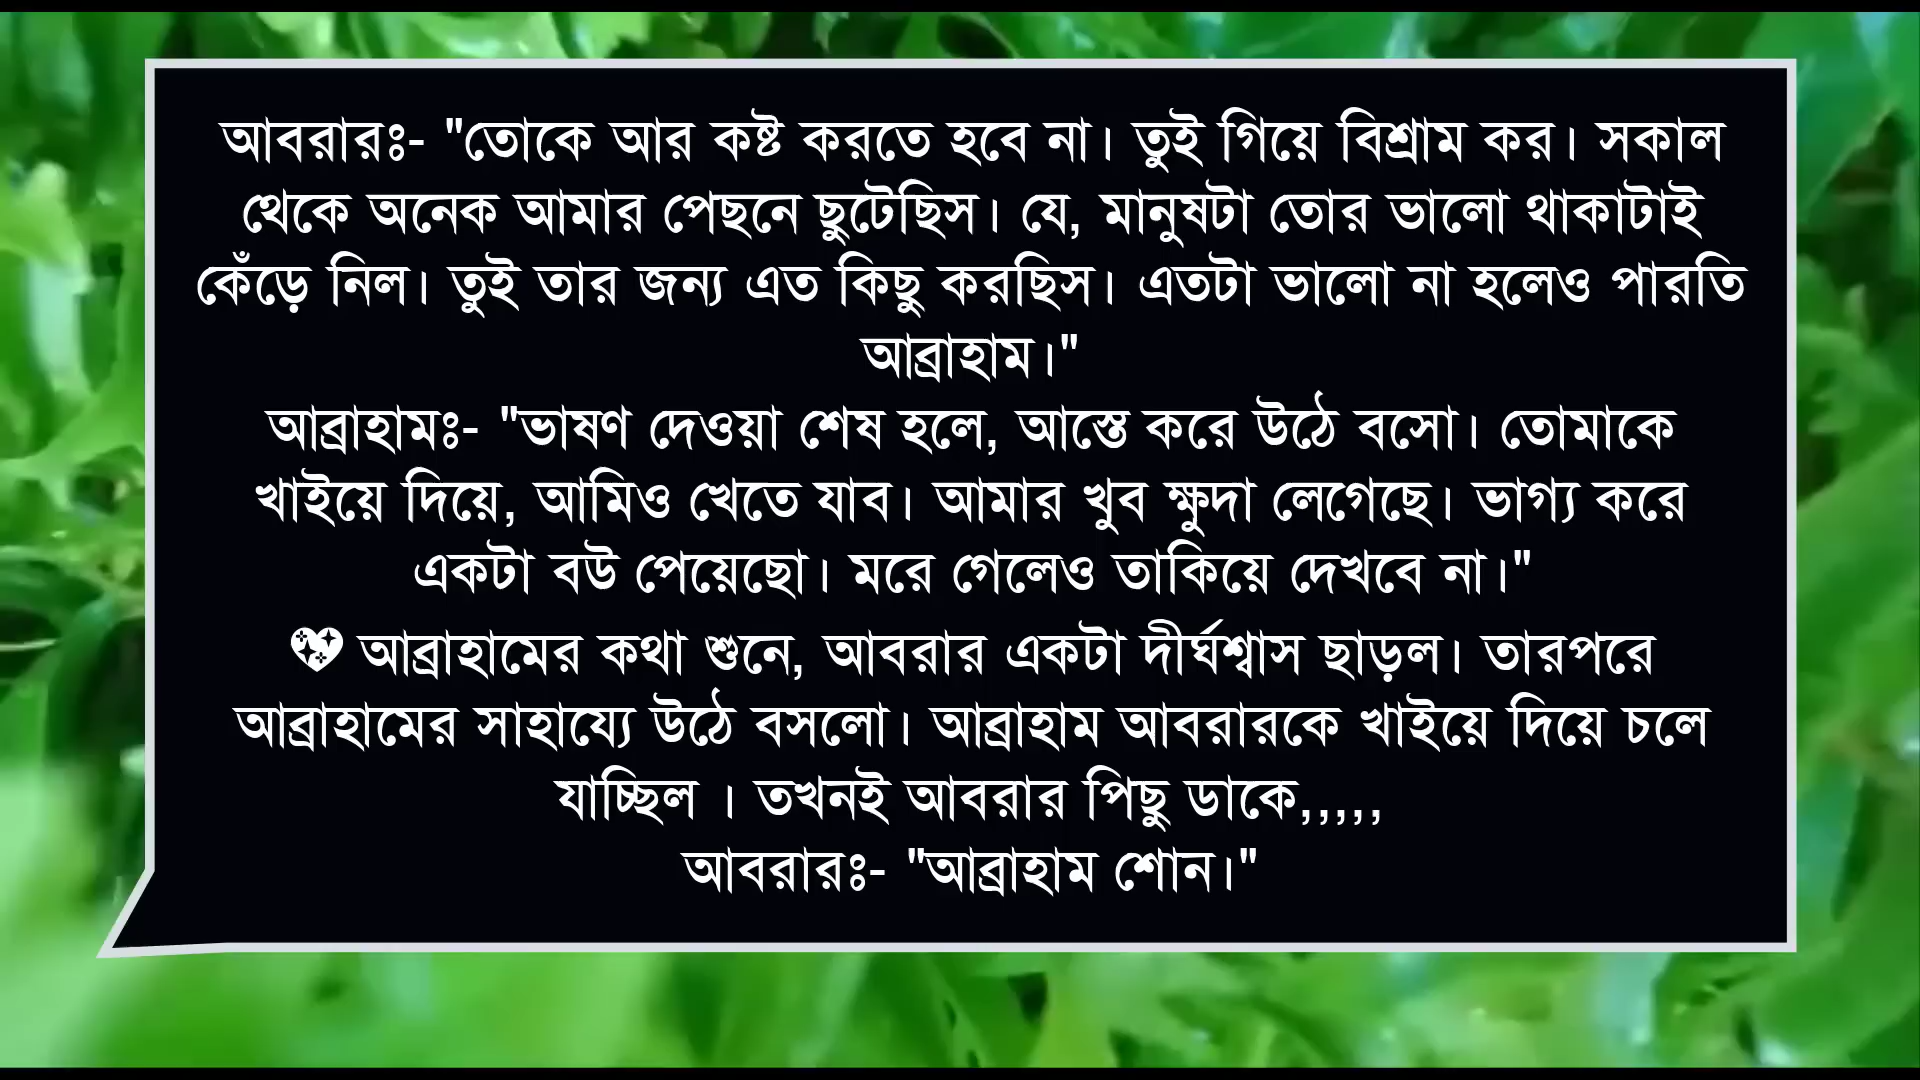 আবরারঃ- "তোকে আর কষ্ট করতে হবে না। তুই গিয়ে বিশ্রাম কর। সকাল
থেকে অনেক আমার পেছনে ছুটেছিস। যে, মানুষটা তোর ভালো থাকাটাই
কেঁড়ে নিল। তুই তার জন্য এত কিছু করছিস। এতটা ভালো না হলেও পারতি
আব্রাহাম।"
আব্রাহামঃ- "ভাষণ দেওয়া শেষ হলে, আস্তে করে উঠে বসো। তোমাকে
খাইয়ে দিয়ে, আমিও খেতে যাব। আমার খুব ক্ষুদা লেগেছে। ভাগ্য করে
একটা বউ পেয়েছো। মরে গেলেও তাকিয়ে দেখবে না।"
💖 আব্রাহামের কথা শুনে, আবরার একটা দীর্ঘশ্বাস ছাড়ল। তারপরে
আব্রাহামের সাহায্যে উঠে বসলো। আব্রাহাম আবরারকে খাইয়ে দিয়ে চলে
যাচ্ছিল । তখনই আবরার পিছু ডাকে,,,,,
আবরারঃ- "আব্রাহাম শোন।"